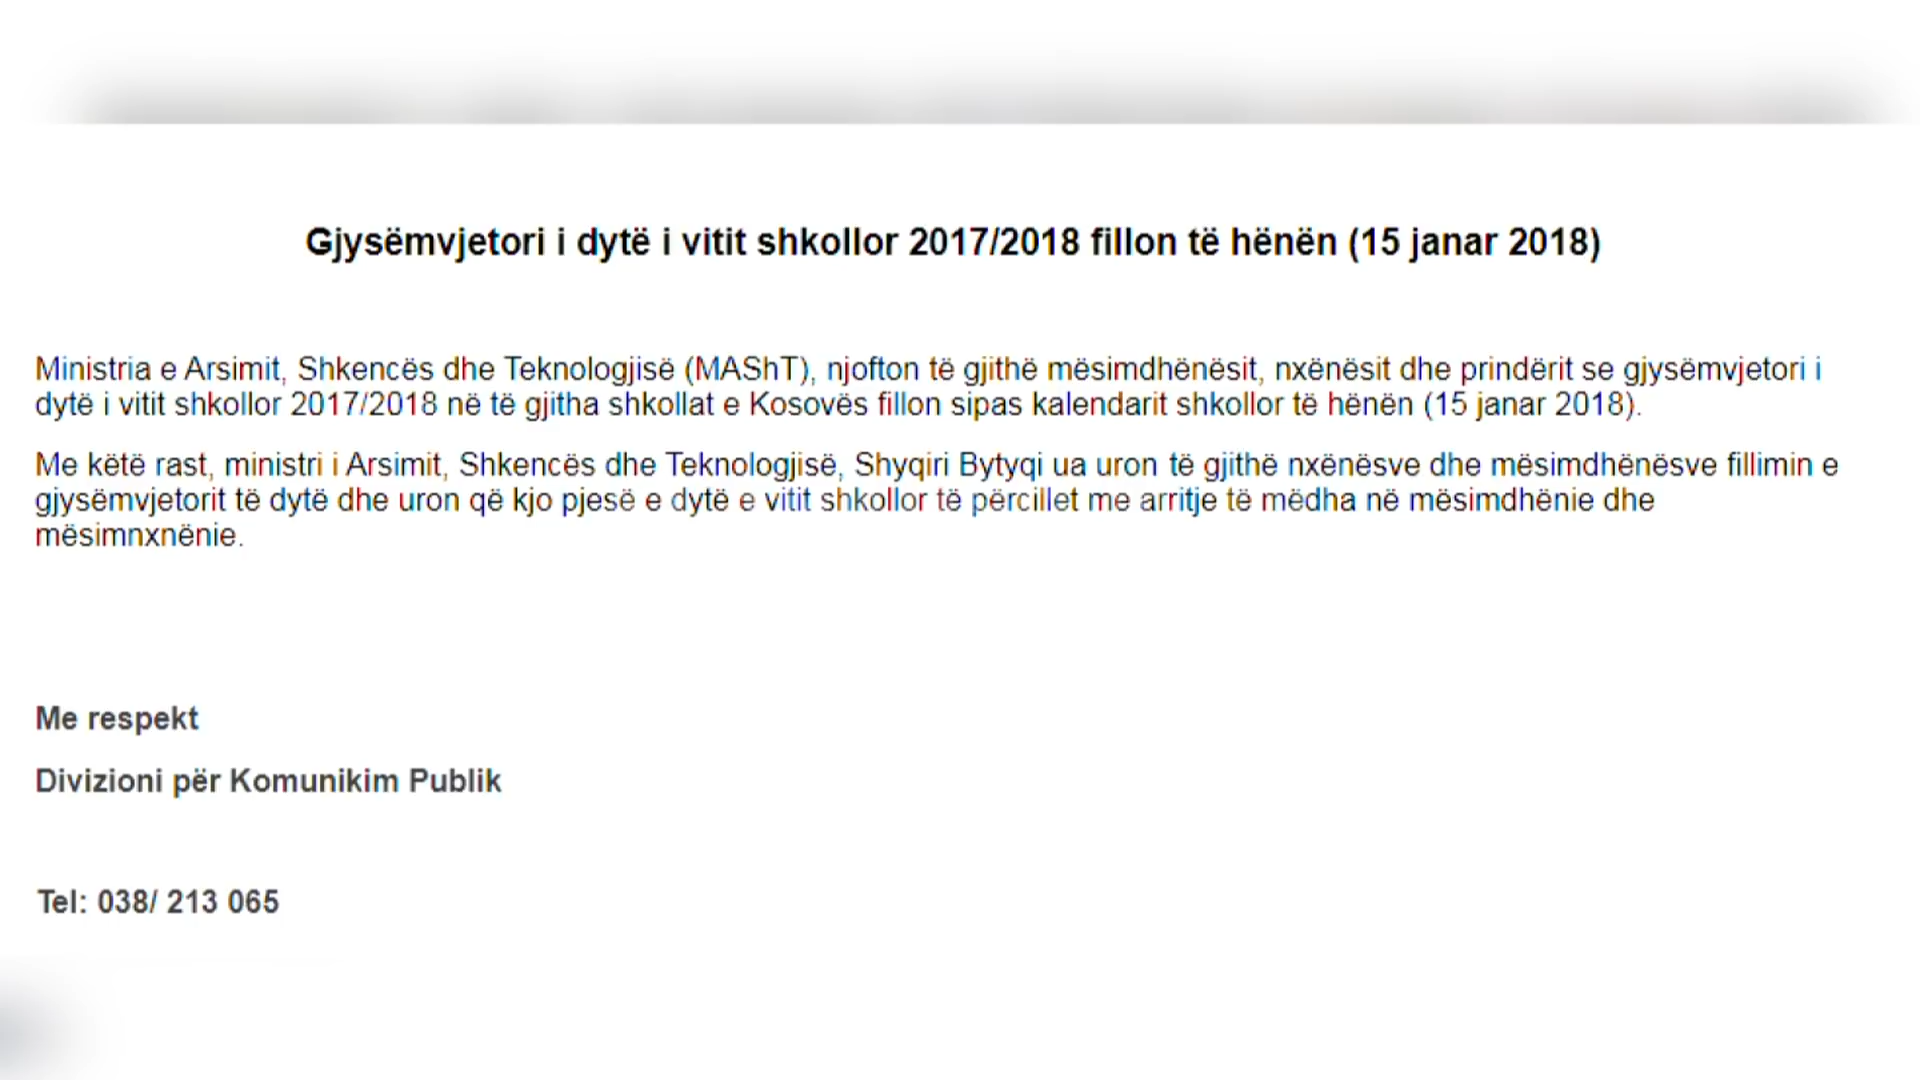 Gjysëmvjetori i dytë i vitit shkollor 2017/2018 fillon të hënën (15 janar 2018)
Ministria e Arsimit, Shkencës dhe Teknologjisë (MAShT), njofton të gjithë mësimdhënësit, nxënësit dhe prindërit se gjysëmvjetori i
dytë i vitit shkollor 2017/2018 në të gjitha shkollat e Kosovës fillon sipas kalendarit shkollor të hënën (15 janar 2018).
Me këtë rast, ministri i Arsimit, Shkencës dhe Teknologjisë, Shyqiri Bytyqi ua uron të gjithë nxënësve dhe mësimdhënësve fillimin e
gjysëmvjetorit të dytë dhe uron që kjo pjesë e dytë e vitit shkollor të përcillet me arritje të mëdha në mësimdhënie dhe
mësimnxnënie.
Me respekt
Divizioni për Komunikim Publik
Tel: 038/ 213 065